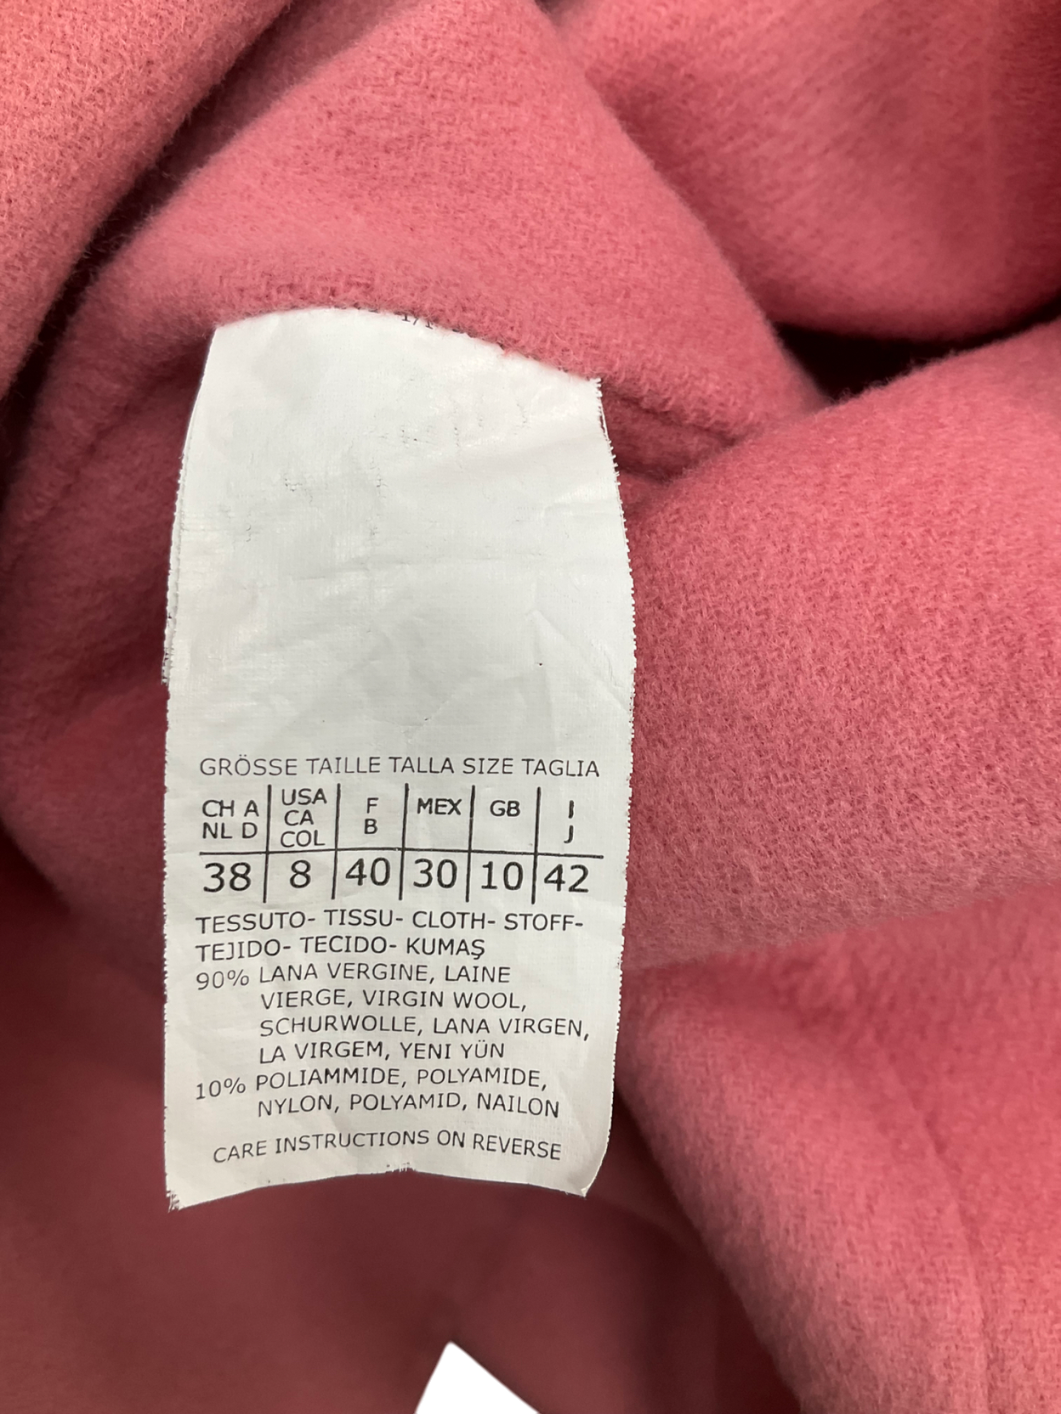 GRÖSSE TAILLE TALLA SIZE TAGLIA
CH A NL D | USA CA COL | F B | MEX | GB | I J
38 | 8 | 40 | 30 | 10 | 42
TESSUTO- TISSU- CLOTH- STOFF-
TEJIDO- TECIDO- KUMAŞ
90% LANA VERGINE, LAINE
VIERGE, VIRGIN WOOL,
SCHURWOLLE, LANA VIRGEN,
LA VIRGEM, YENI YÜN
10% POLIAMMIDE, POLYAMIDE,
NYLON, POLYAMID, NAILON
CARE INSTRUCTIONS ON REVERSE